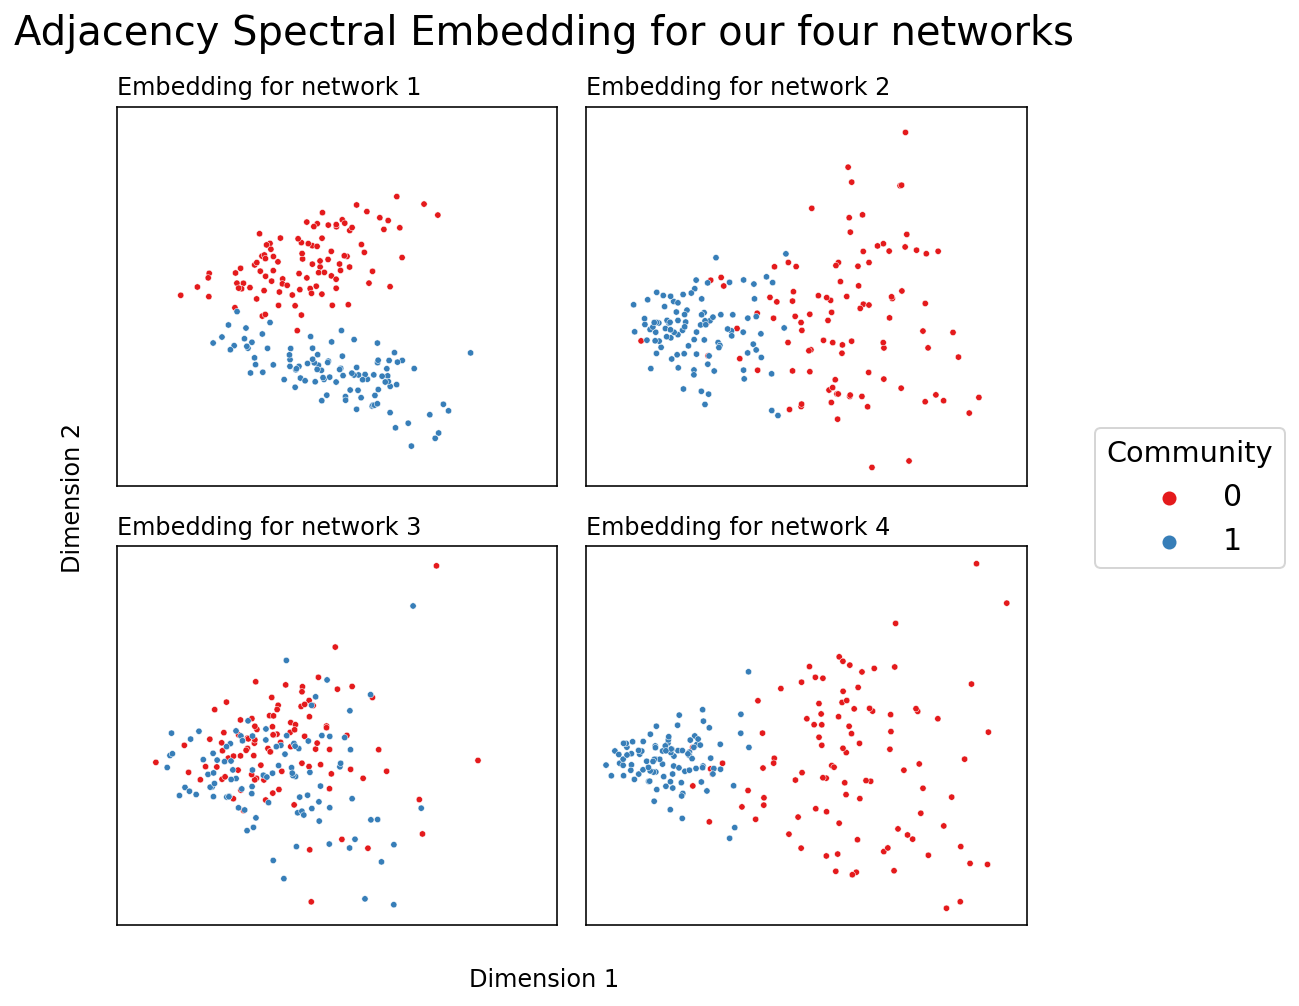 Adjacency Spectral Embedding for our four networks
Embedding for network 1
Embedding for network 2
Dimension 2
Community
0
1
Embedding for network 3
Embedding for network 4
Dimension 1